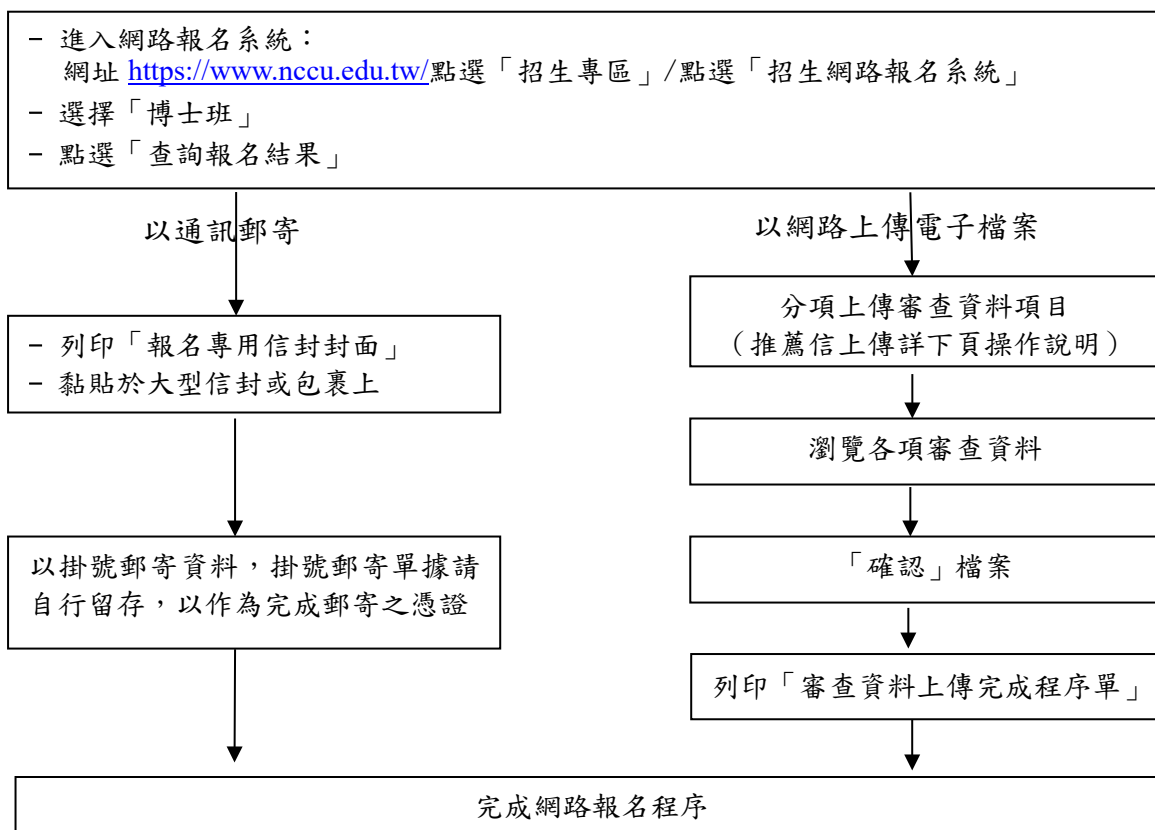 – 進入網路報名系統：
網址 https://www.nccu.edu.tw/點選「招生專區」/點選「招生網路報名系統」
– 選擇「博士班」
– 點選「查詢報名結果」
以通訊郵寄
– 列印「報名專用信封封面」
– 黏貼於大型信封或包裹上
以掛號郵寄資料，掛號郵寄單據請
自行留存，以作為完成郵寄之憑證
以網路上傳電子檔案
分項上傳審查資料項目
（推薦信上傳詳下頁操作說明）
瀏覽各項審查資料
「確認」檔案
列印「審查資料上傳完成程序單」
完成網路報名程序